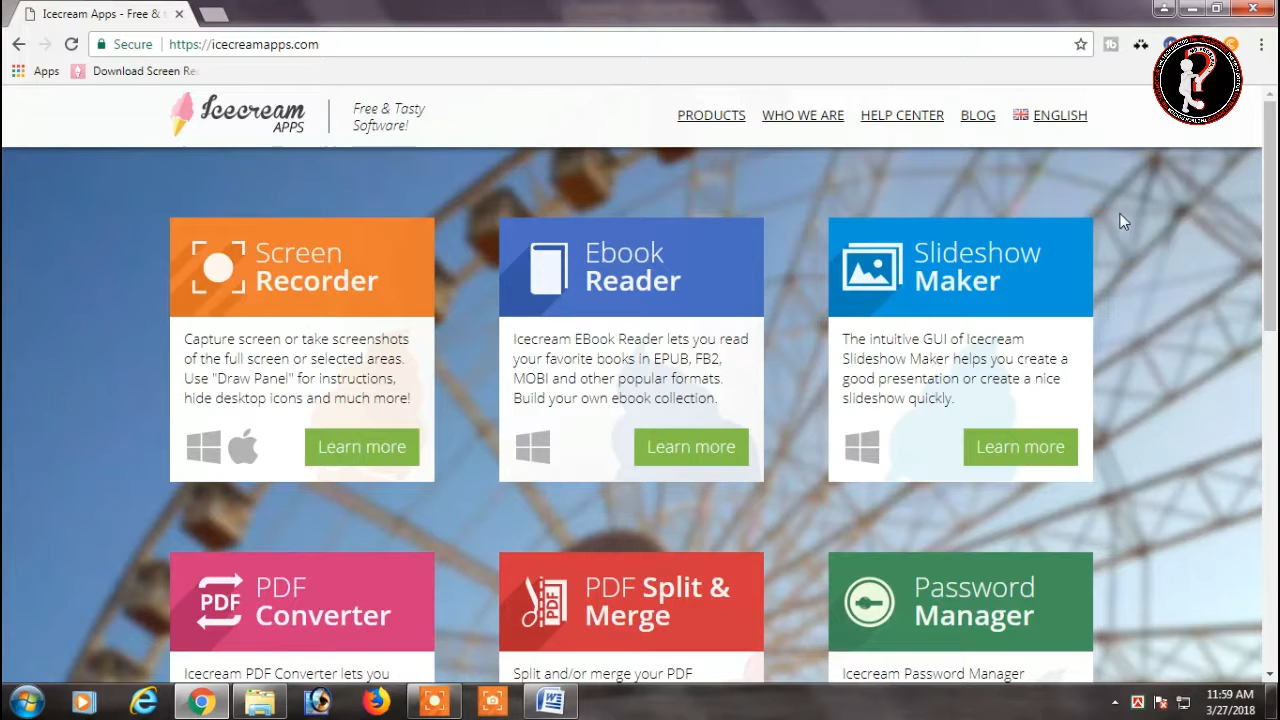 Icecream Apps - Free & t
Secure https://icecreamapps.com
Apps Download Screen Rec
Icecream APPS
Free & Tasty
Software!
PRODUCTS WHO WE ARE HELP CENTER BLOG ENGLISH
Screen
Recorder
Capture screen or take screenshots
of the full screen or selected areas.
Use "Draw Panel" for instructions,
hide desktop icons and much more!
Learn more
Ebook
Reader
Icecream EBook Reader lets you read
your favorite books in EPUB, FB2,
MOBI and other popular formats.
Build your own ebook collection.
Learn more
Slideshow
Maker
The intuitive GUI of Icecream
Slideshow Maker helps you create a
good presentation or create a nice
slideshow quickly.
Learn more
PDF
PDF
Converter
Icecream PDF Converter lets you
PDF
PDF Split &
Merge
Split and/or merge your PDF
Password
Manager
Icecream Password Manager
11:59 AM
3/27/2018